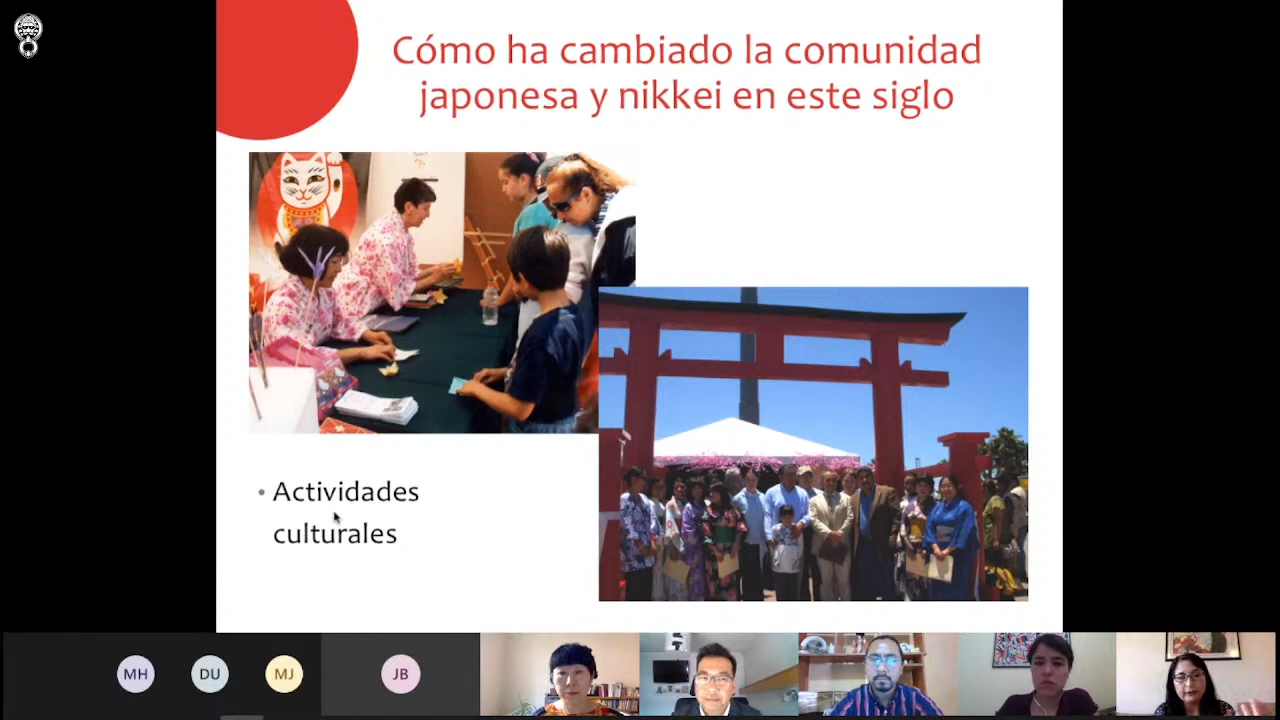 Cómo ha cambiado la comunidad
japonesa y nikkei en este siglo
• Actividades
culturales
MH
DU
MJ
JB